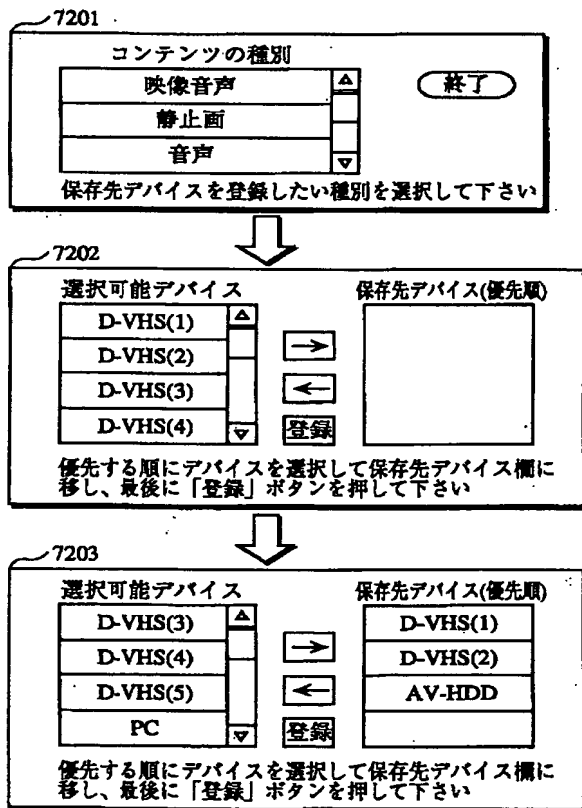 7201
コンテンツの種別
映像音声
終了
静止画
音声
保存先デバイスを登録したい種別を選択して下さい
7202
選択可能デバイス
保存先デバイス(優先順)
D-VHS(1)
D-VHS(2)
D-VHS(3)
D-VHS(4)
登録
優先する順にデバイスを選択して保存先デバイス欄に
移し、最後に「登録」ボタンを押して下さい
7203
選択可能デバイス
保存先デバイス(優先順)
D-VHS(3)
D-VHS(1)
D-VHS(4)
D-VHS(2)
D-VHS(5)
AV-HDD
PC
登録
優先する順にデバイスを選択して保存先デバイス欄に
移し、最後に「登録」ボタンを押して下さい